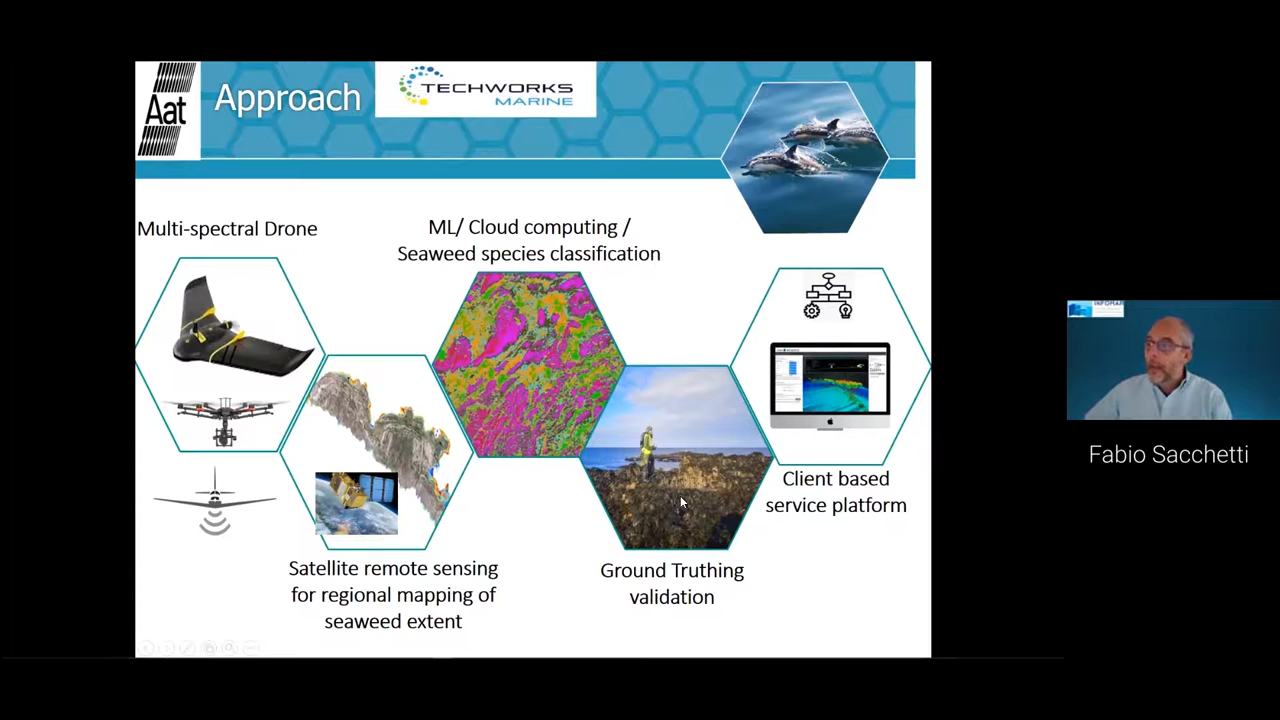 Aat
Approach
TECHWORKS
MARINE
Multi-spectral Drone
ML/ Cloud computing /
Seaweed species classification
Client based
service platform
Satellite remote sensing
for regional mapping of
seaweed extent
Ground Truthing
validation
INFOMAR
Fabio Sacchetti